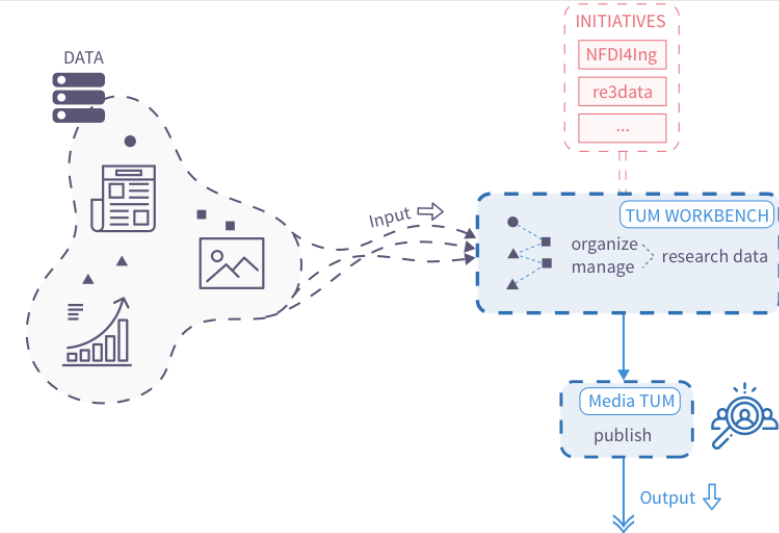 DATA
INITIATIVES
NFDI4Ing
re3data
...
Input
TUM WORKBENCH
organize
manage
research data
Media TUM
publish
Output